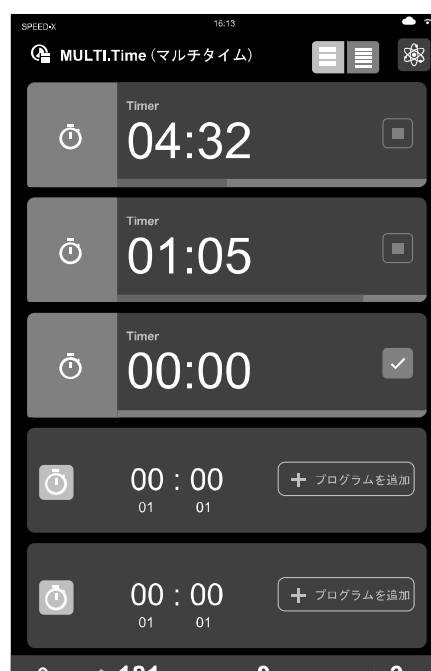 SPEED•X 16:13
MULTI.Time (マルチタイム)
Timer
04:32
Timer
01:05
Timer
00:00
00 : 00 プログラムを追加
01 01
00 : 00 プログラムを追加
01 01